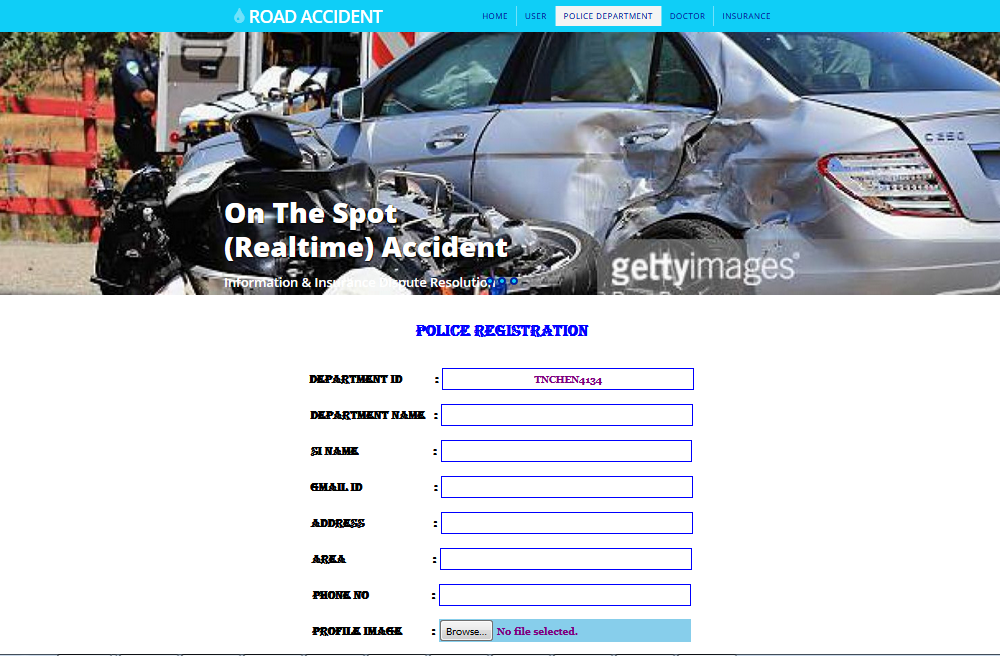 ROAD ACCIDENT
HOME USER POLICE DEPARTMENT DOCTOR INSURANCE
C 250
On The Spot
(Realtime) Accident
gettyimages®
Information & Insurance Dispute Resolution
POLICE REGISTRATION
DEPARTMENT ID : TNCHEN4134
DEPARTMENT NAME :
SI NAME :
GMAIL ID :
ADDRESS :
AREA :
PHONE NO :
PROFILE IMAGE : Browse... No file selected.